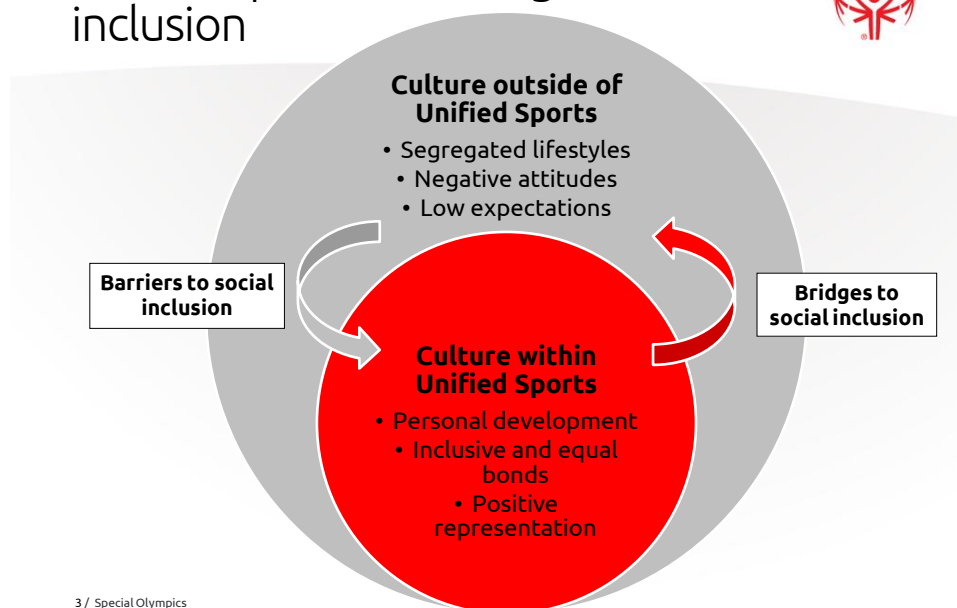 inclusion
Culture outside of
Unified Sports
• Segregated lifestyles
• Negative attitudes
• Low expectations
Barriers to social
inclusion
Bridges to
social inclusion
Culture within
Unified Sports
• Personal development
• Inclusive and equal
bonds
• Positive
representation
3 / Special Olympics